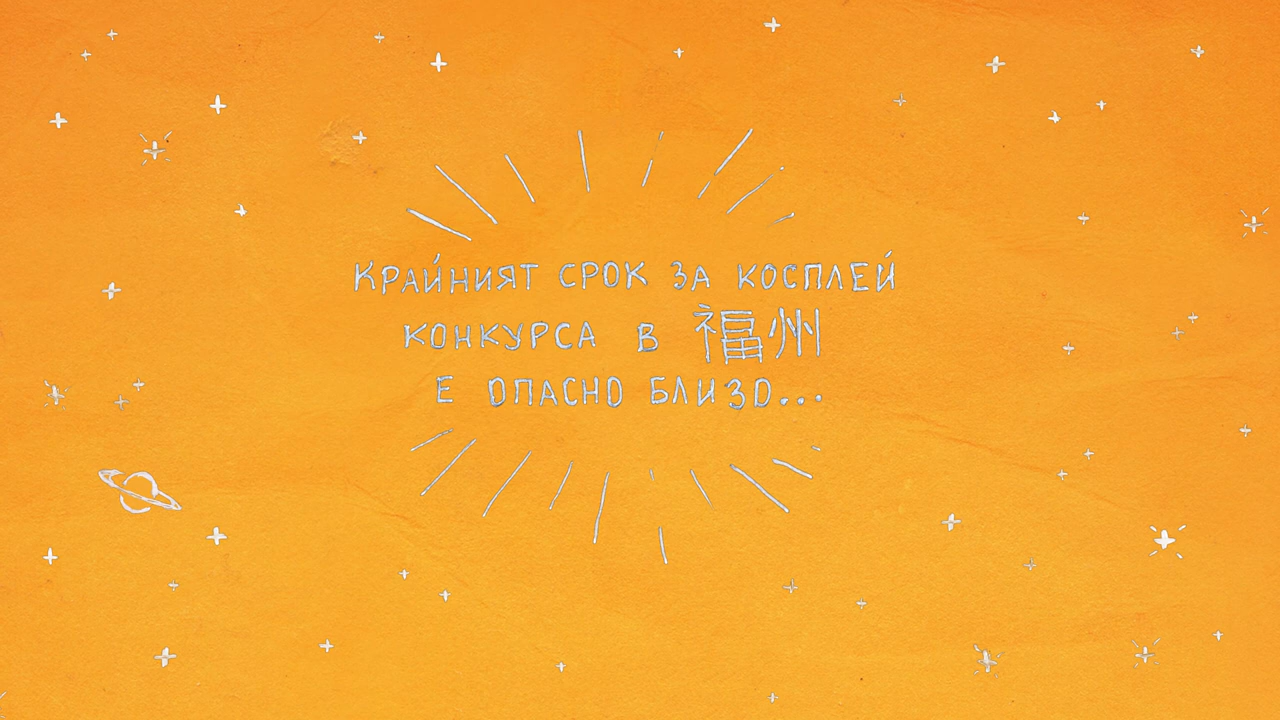 КРАЙНИЯТ СРОК ЗА КОСПЛЕЙ
КОНКУРСА В 福州
Е ОПАСНО БЛИЗО...